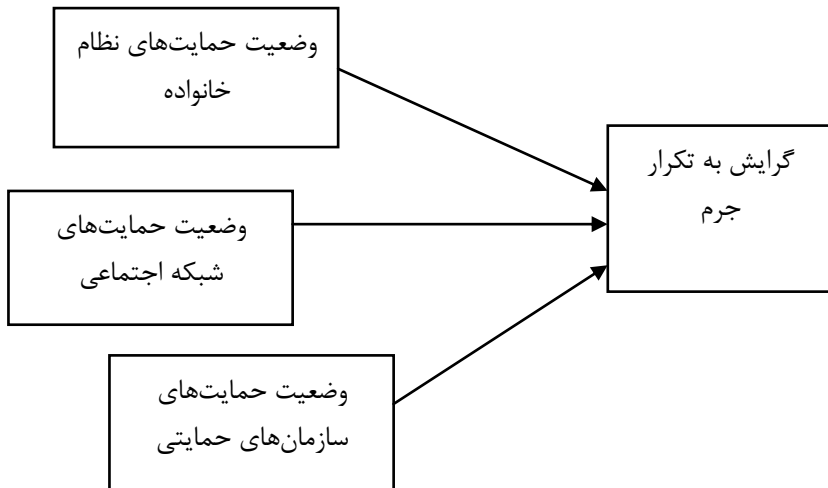 وضعیت حمایت‌های نظام
خانواده
گرایش به تکرار
جرم
وضعیت حمایت‌های
شبکه اجتماعی
وضعیت حمایت‌های
سازمان‌های حمایتی